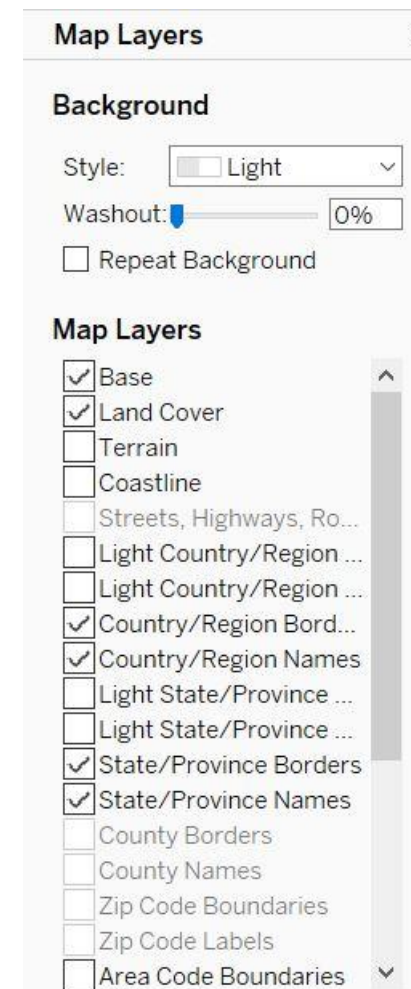 Map Layers
Background
Style: Light
Washout: 0%
Repeat Background
Map Layers
Base
Land Cover
Terrain
Coastline
Streets, Highways, Ro...
Light Country/Region ...
Light Country/Region ...
Country/Region Bord...
Country/Region Names
Light State/Province ...
Light State/Province ...
State/Province Borders
State/Province Names
County Borders
County Names
Zip Code Boundaries
Zip Code Labels
Area Code Boundaries